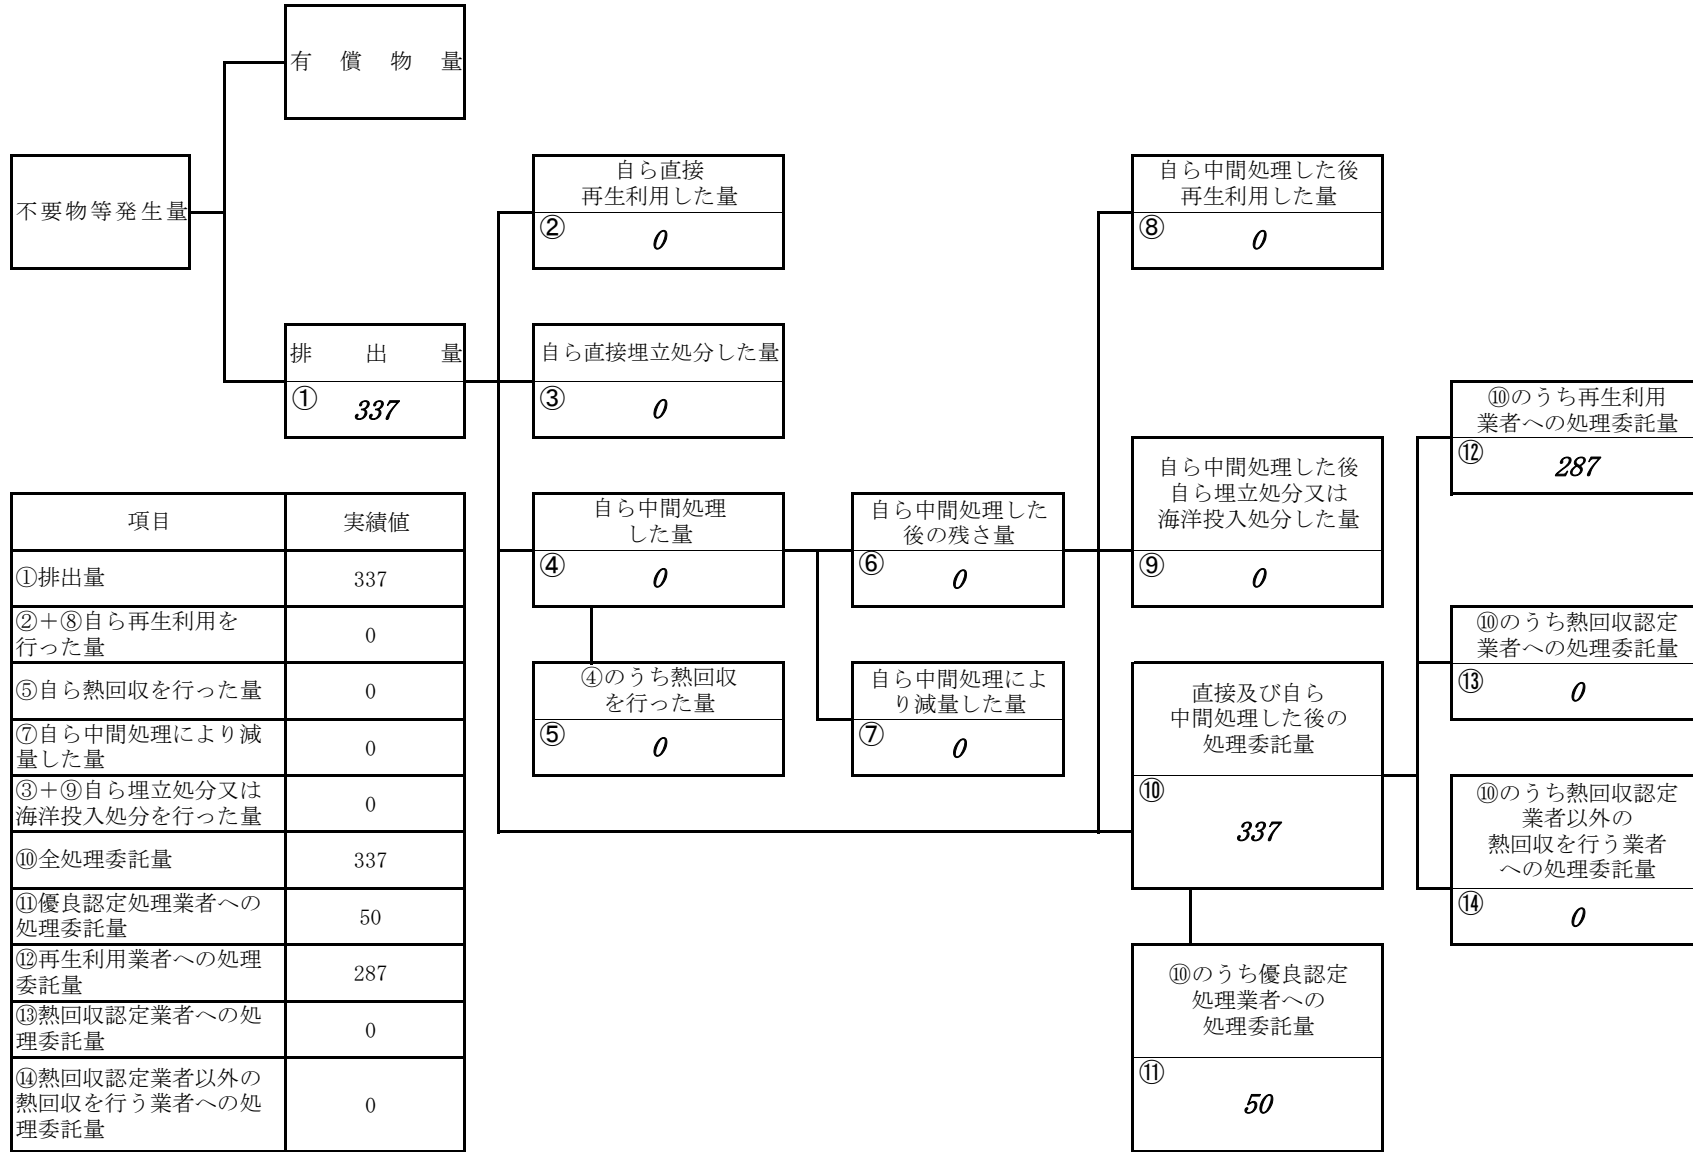 有償物量
不要物等発生量
排出量
① 337
自ら直接
再生利用した量
② 0
自ら直接埋立処分した量
③ 0
自ら中間処理
した量
④ 0
④のうち熱回収
を行った量
⑤ 0
自ら中間処理した
後の残さ量
⑥ 0
自ら中間処理によ
り減量した量
⑦ 0
自ら中間処理した後
再生利用した量
⑧ 0
自ら中間処理した後
自ら埋立処分又は
海洋投入処分した量
⑨ 0
直接及び自ら
中間処理した後の
処理委託量
⑩
337
⑩のうち優良認定
処理業者への
処理委託量
⑪
50
⑩のうち再生利用
業者への処理委託量
⑫ 287
⑩のうち熱回収認定
業者への処理委託量
⑬ 0
⑩のうち熱回収認定
業者以外の
熱回収を行う業者
への処理委託量
⑭ 0
項目 実績値
①排出量 337
②＋⑧自ら再生利用を
行った量 0
⑤自ら熱回収を行った量 0
⑦自ら中間処理により減
量した量 0
③＋⑨自ら埋立処分又は
海洋投入処分を行った量 0
⑩全処理委託量 337
⑪優良認定処理業者への
処理委託量 50
⑫再生利用業者への処理
委託量 287
⑬熱回収認定業者への処
理委託量 0
⑭熱回収認定業者以外の
熱回収を行う業者への処
理委託量 0